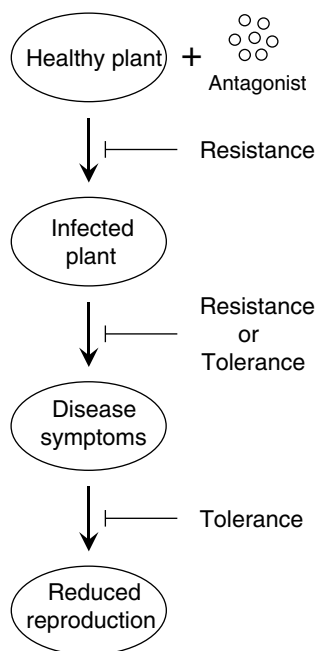 Healthy plant +
Antagonist
Resistance
Infected
plant
Resistance
or
Tolerance
Disease
symptoms
Tolerance
Reduced
reproduction